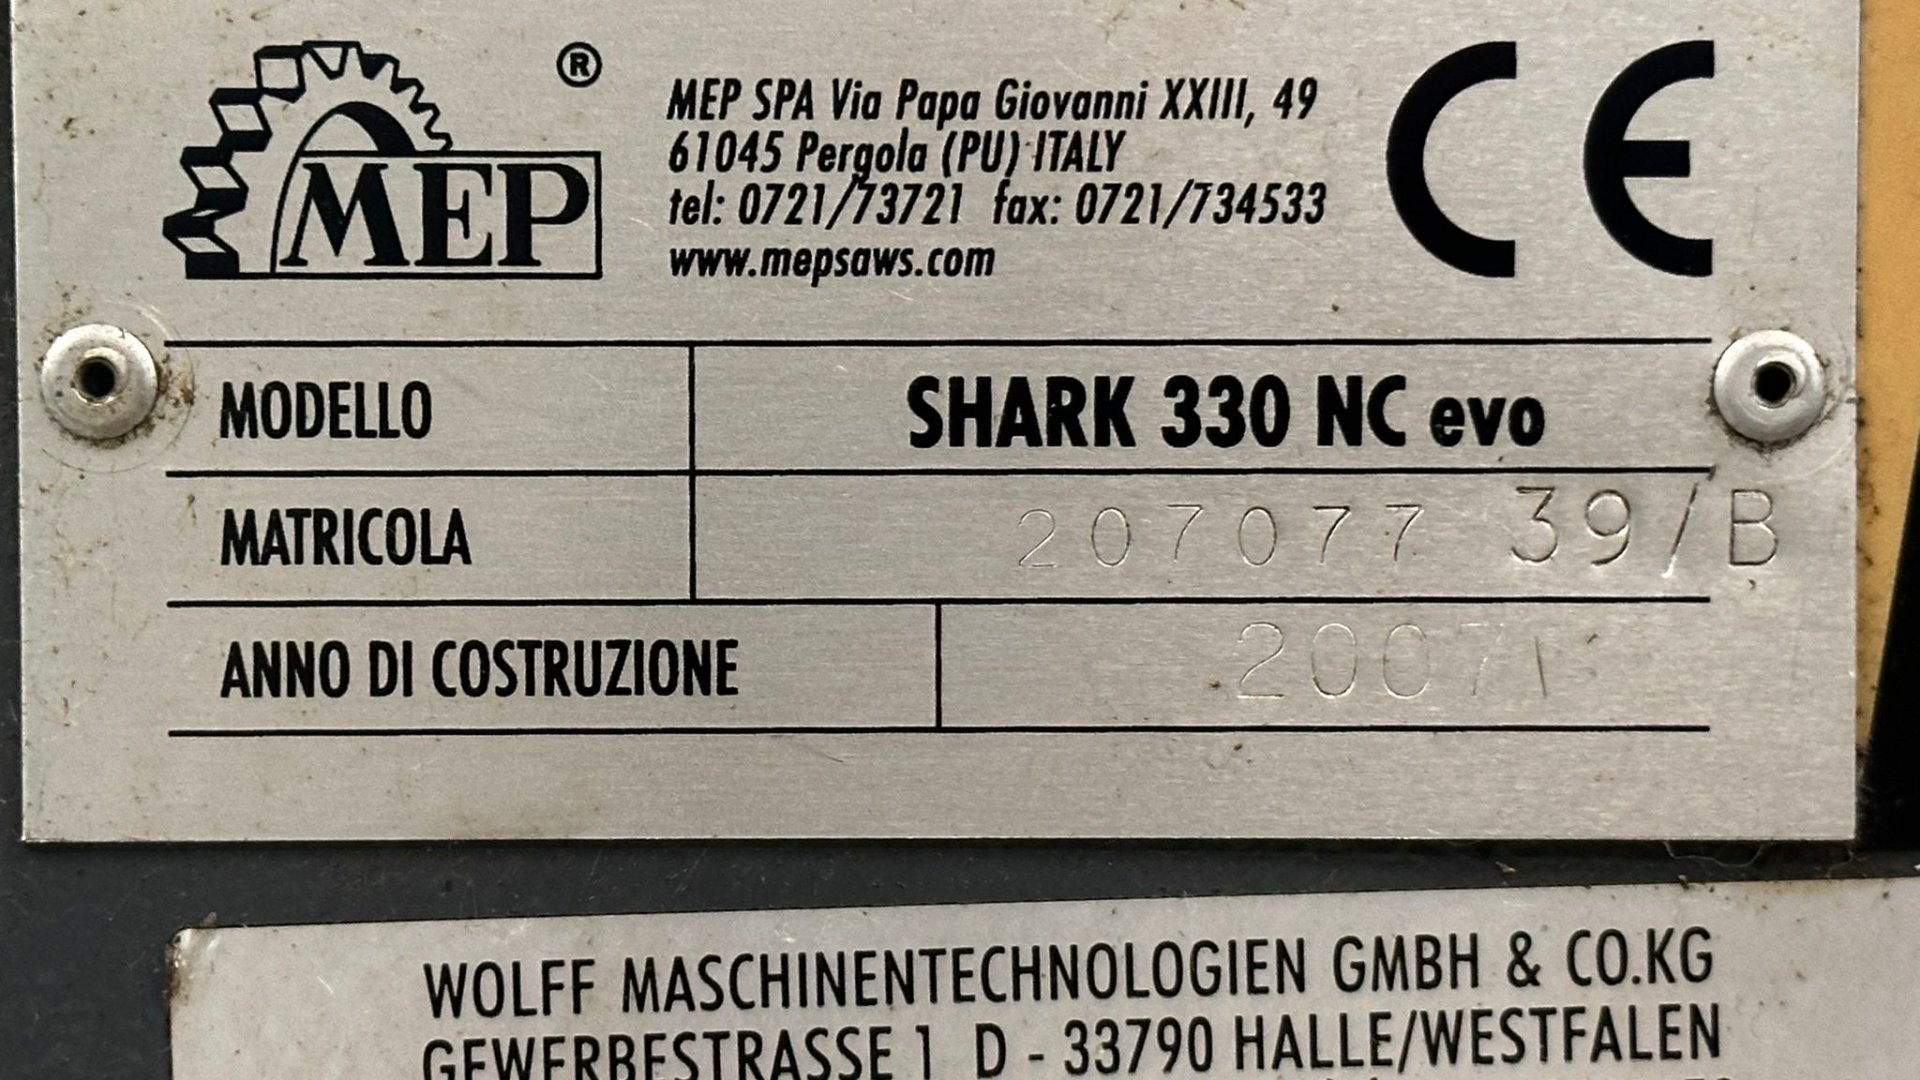 MEP ®
MEP SPA Via Papa Giovanni XXIII, 49
61045 Pergola (PU) ITALY
tel: 0721/73721 fax: 0721/734533
www.mepsaws.com
CE
MODELLO SHARK 330 NC evo
MATRICOLA 207077 39/B
ANNO DI COSTRUZIONE 2007
WOLFF MASCHINENTECHNOLOGIEN GMBH & CO.KG
GEWERBESTRASSE 1 D - 33790 HALLE/WESTFALEN